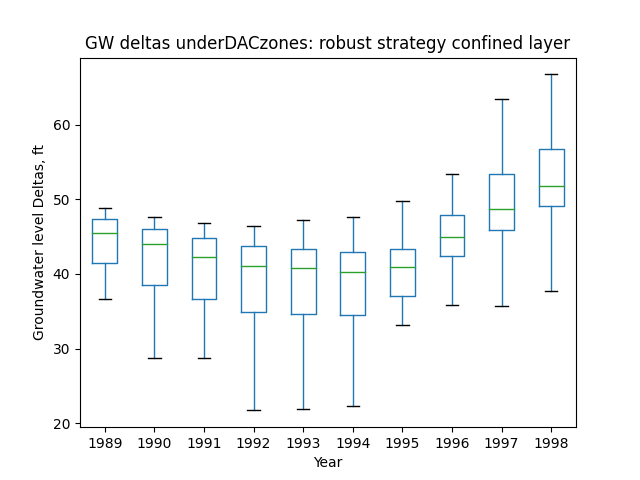 GW deltas underDACzones: robust strategy confined layer
Groundwater level Deltas, ft
60
50
40
30
20
1989 1990 1991 1992 1993 1994 1995 1996 1997 1998
Year